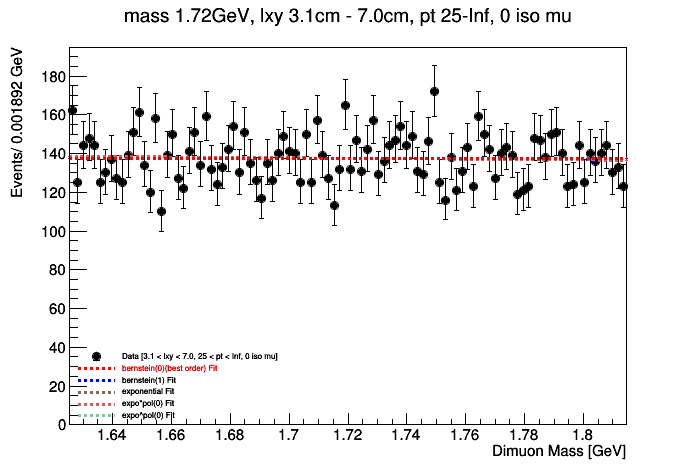 mass 1.72GeV, lxy 3.1cm - 7.0cm, pt 25-Inf, 0 iso mu
Events/ 0.001892 GeV
180
160
140
120
100
80
60
40
20
0
Data [3.1 < lxy < 7.0, 25 < pt < Inf, 0 iso mu]
bernstein(0)(best order) Fit
bernstein(1) Fit
exponential Fit
expo*pol(0) Fit
expo^pol(0) Fit
1.64 1.66 1.68 1.7 1.72 1.74 1.76 1.78 1.8
Dimuon Mass [GeV]